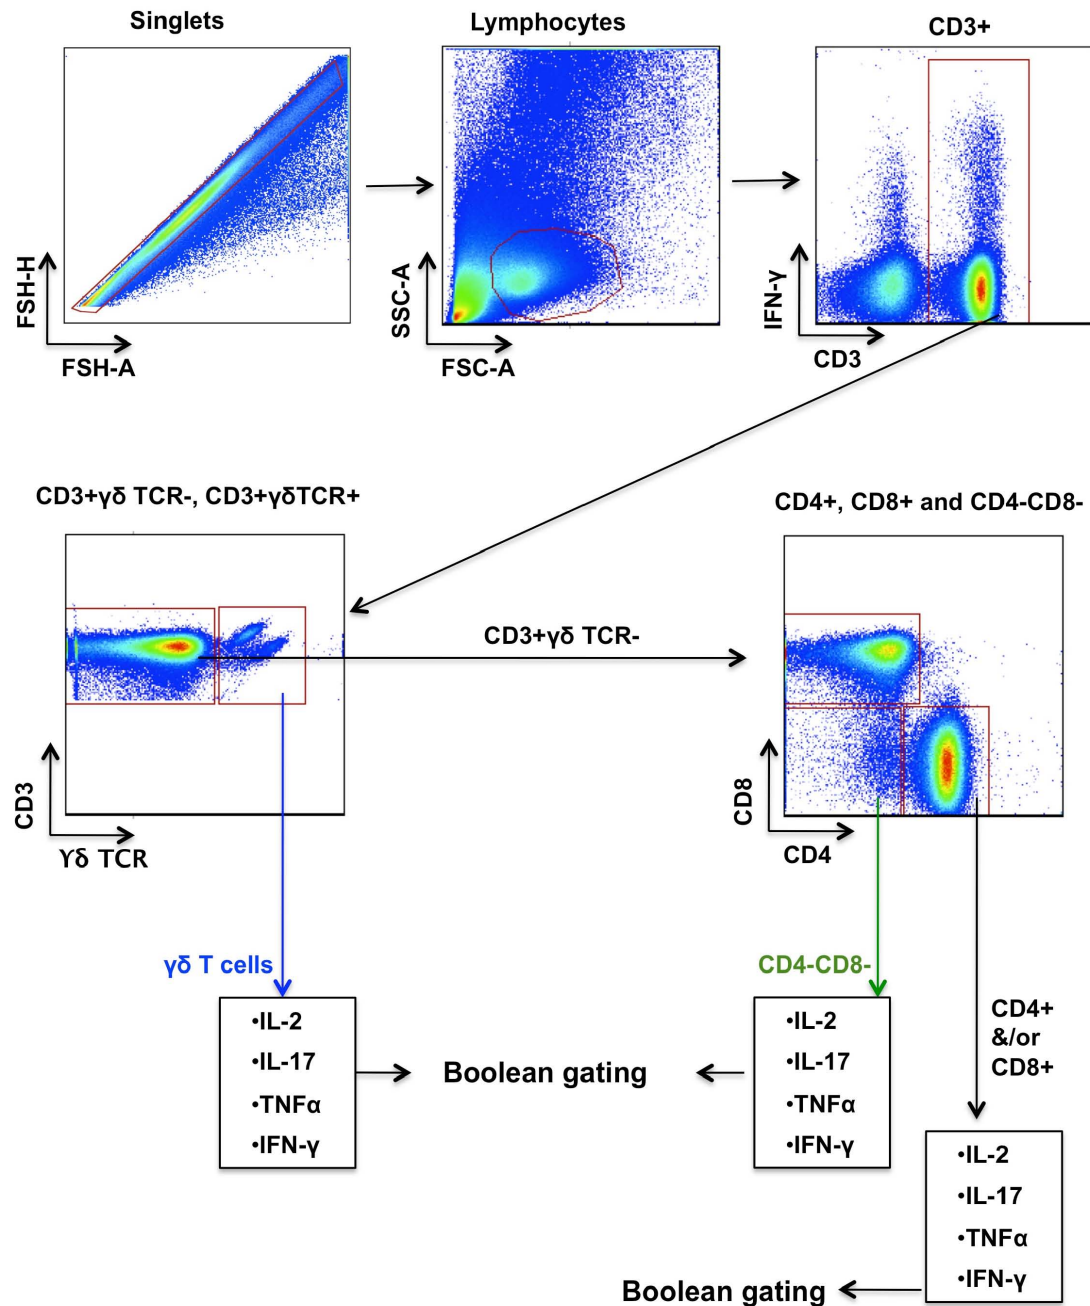 Singlets
Lymphocytes
CD3+
FSH-H
FSH-A
SSC-A
FSC-A
IFN-γ
CD3
CD3+γδ TCR-, CD3+γδTCR+
CD4+, CD8+ and CD4-CD8-
CD3+γδ TCR-
CD3
ϒδ TCR
CD8
CD4
γδ T cells
CD4-CD8-
•IL-2
•IL-17
•TNFα
•IFN-γ
Boolean gating
•IL-2
•IL-17
•TNFα
•IFN-γ
CD4+
&/or
CD8+
•IL-2
•IL-17
•TNFα
•IFN-γ
Boolean gating